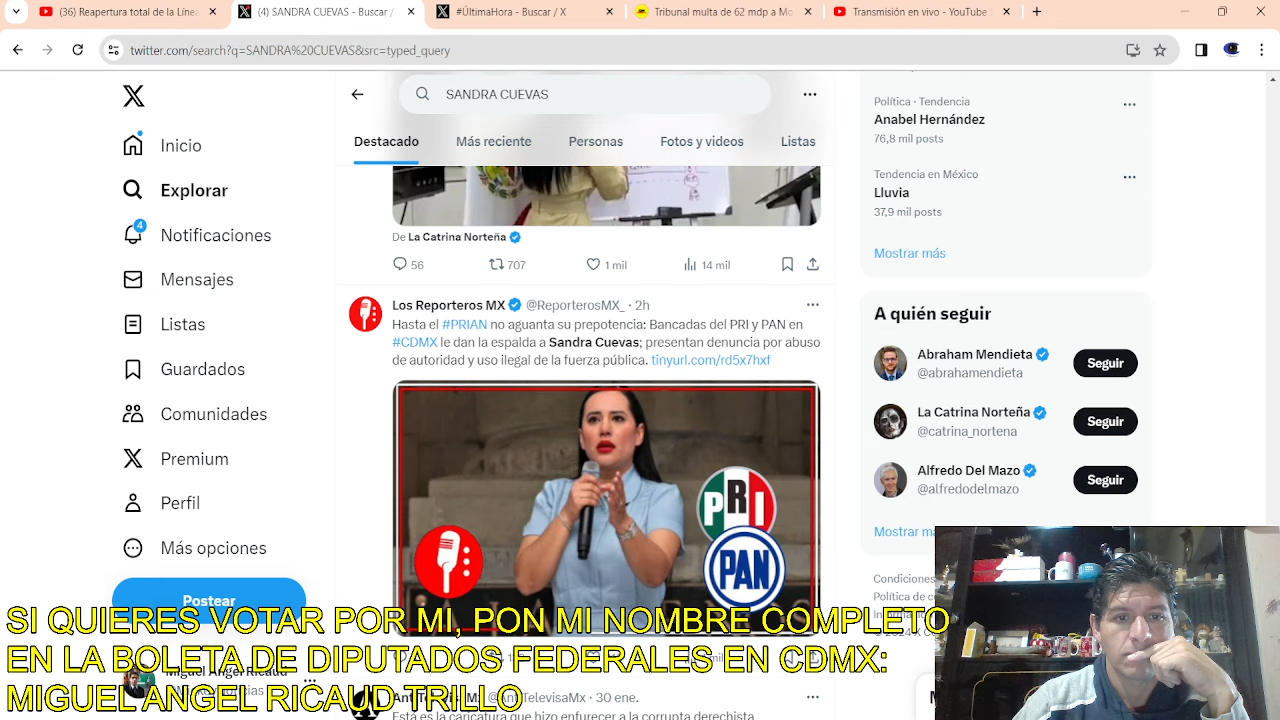 (36) Repaortaje total de la Línea
(4) SANDRA CUEVAS - Buscar /
#ÚltimaHora - Buscar / X
Tribunal multa de 62 mdp a Mo
Transmisión en vivo - YouTube
twitter.com/search?q=SANDRA%20CUEVAS&src=typed_query
SANDRA CUEVAS
Destacado
Más reciente
Personas
Fotos y videos
Listas
Inicio
Explorar
4
Notificaciones
Mensajes
Listas
Guardados
Comunidades
Premium
Perfil
Más opciones
Postear
De La Catrina Norteña
56
707
1 mil
14 mil
Los Reporteros MX @ReporterosMX_ · 2h
Hasta el #PRIAN no aguanta su prepotencia: Bancadas del PRI y PAN en
#CDMX le dan la espalda a Sandra Cuevas; presentan denuncia por abuso
de autoridad y uso ilegal de la fuerza pública. tinyurl.com/rd5x7hxf
PRI
PAN
30 ene.
Está es la caricatura que hizo enfurecer a la corrupta derechista
Política · Tendencia
Anabel Hernández
76,8 mil posts
Tendencia en México
Lluvia
37,9 mil posts
Mostrar más
A quién seguir
Abraham Mendieta
@abrahamendieta
Seguir
La Catrina Norteña
@catrina_nortena
Seguir
Alfredo Del Mazo
@alfredodelmazo
Seguir
Mostrar
Condiciones
Política de
SI QUIERES VOTAR POR MI, PON MI NOMBRE COMPLETO
EN LA BOLETA DE DIPUTADOS FEDERALES EN CDMX:
MIGUEL ANGEL RICAUD TRILLO